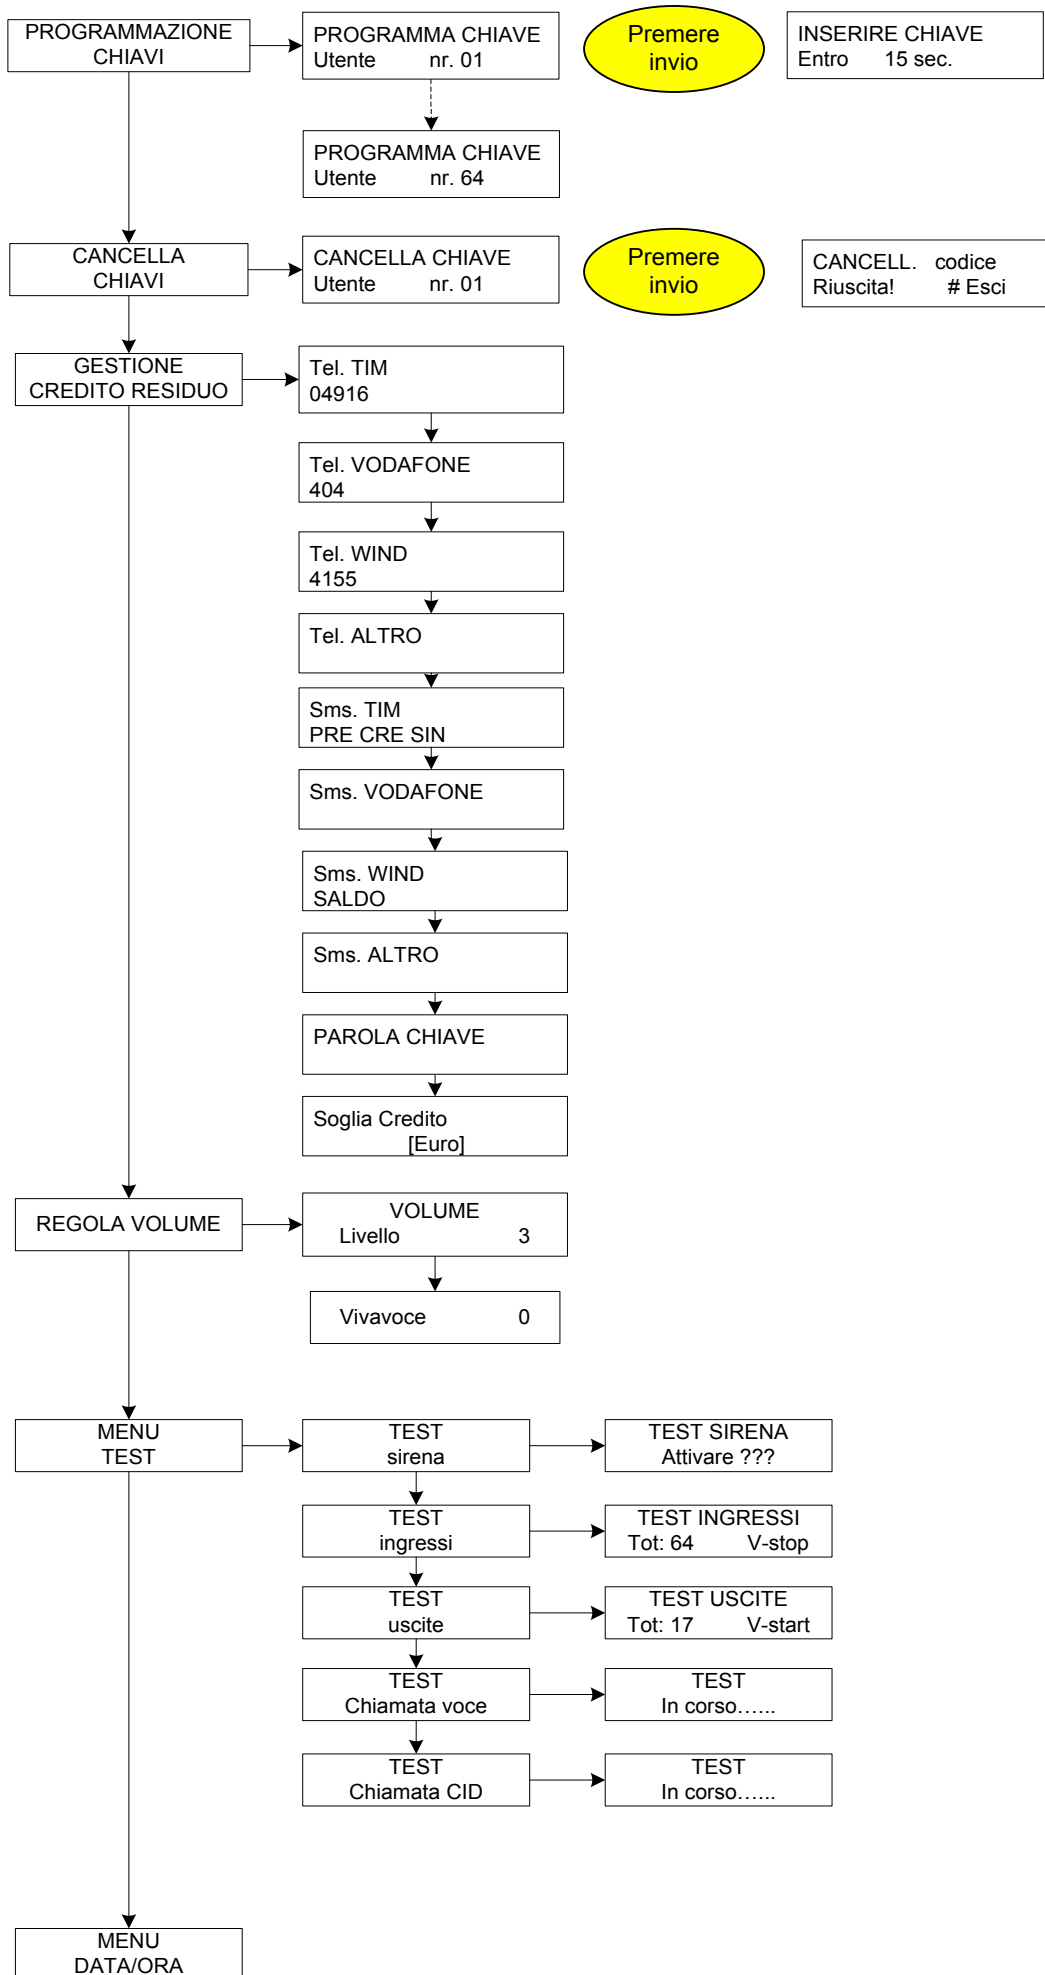 PROGRAMMAZIONE
CHIAVI
PROGRAMMA CHIAVE
Utente nr. 01
Premere
invio
INSERIRE CHIAVE
Entro 15 sec.
PROGRAMMA CHIAVE
Utente nr. 64
CANCELLA
CHIAVI
CANCELLA CHIAVE
Utente nr. 01
Premere
invio
CANCELL. codice
Riuscita! # Esci
GESTIONE
CREDITO RESIDUO
Tel. TIM
04916
Tel. VODAFONE
404
Tel. WIND
4155
Tel. ALTRO
Sms. TIM
PRE CRE SIN
Sms. VODAFONE
Sms. WIND
SALDO
Sms. ALTRO
PAROLA CHIAVE
Soglia Credito
[Euro]
REGOLA VOLUME
VOLUME
Livello 3
Vivavoce 0
MENU
TEST
TEST
sirena
TEST SIRENA
Attivare ???
TEST
ingressi
TEST INGRESSI
Tot: 64 V-stop
TEST
uscite
TEST USCITE
Tot: 17 V-start
TEST
Chiamata voce
TEST
In corso…...
TEST
Chiamata CID
TEST
In corso…...
MENU
DATA/ORA